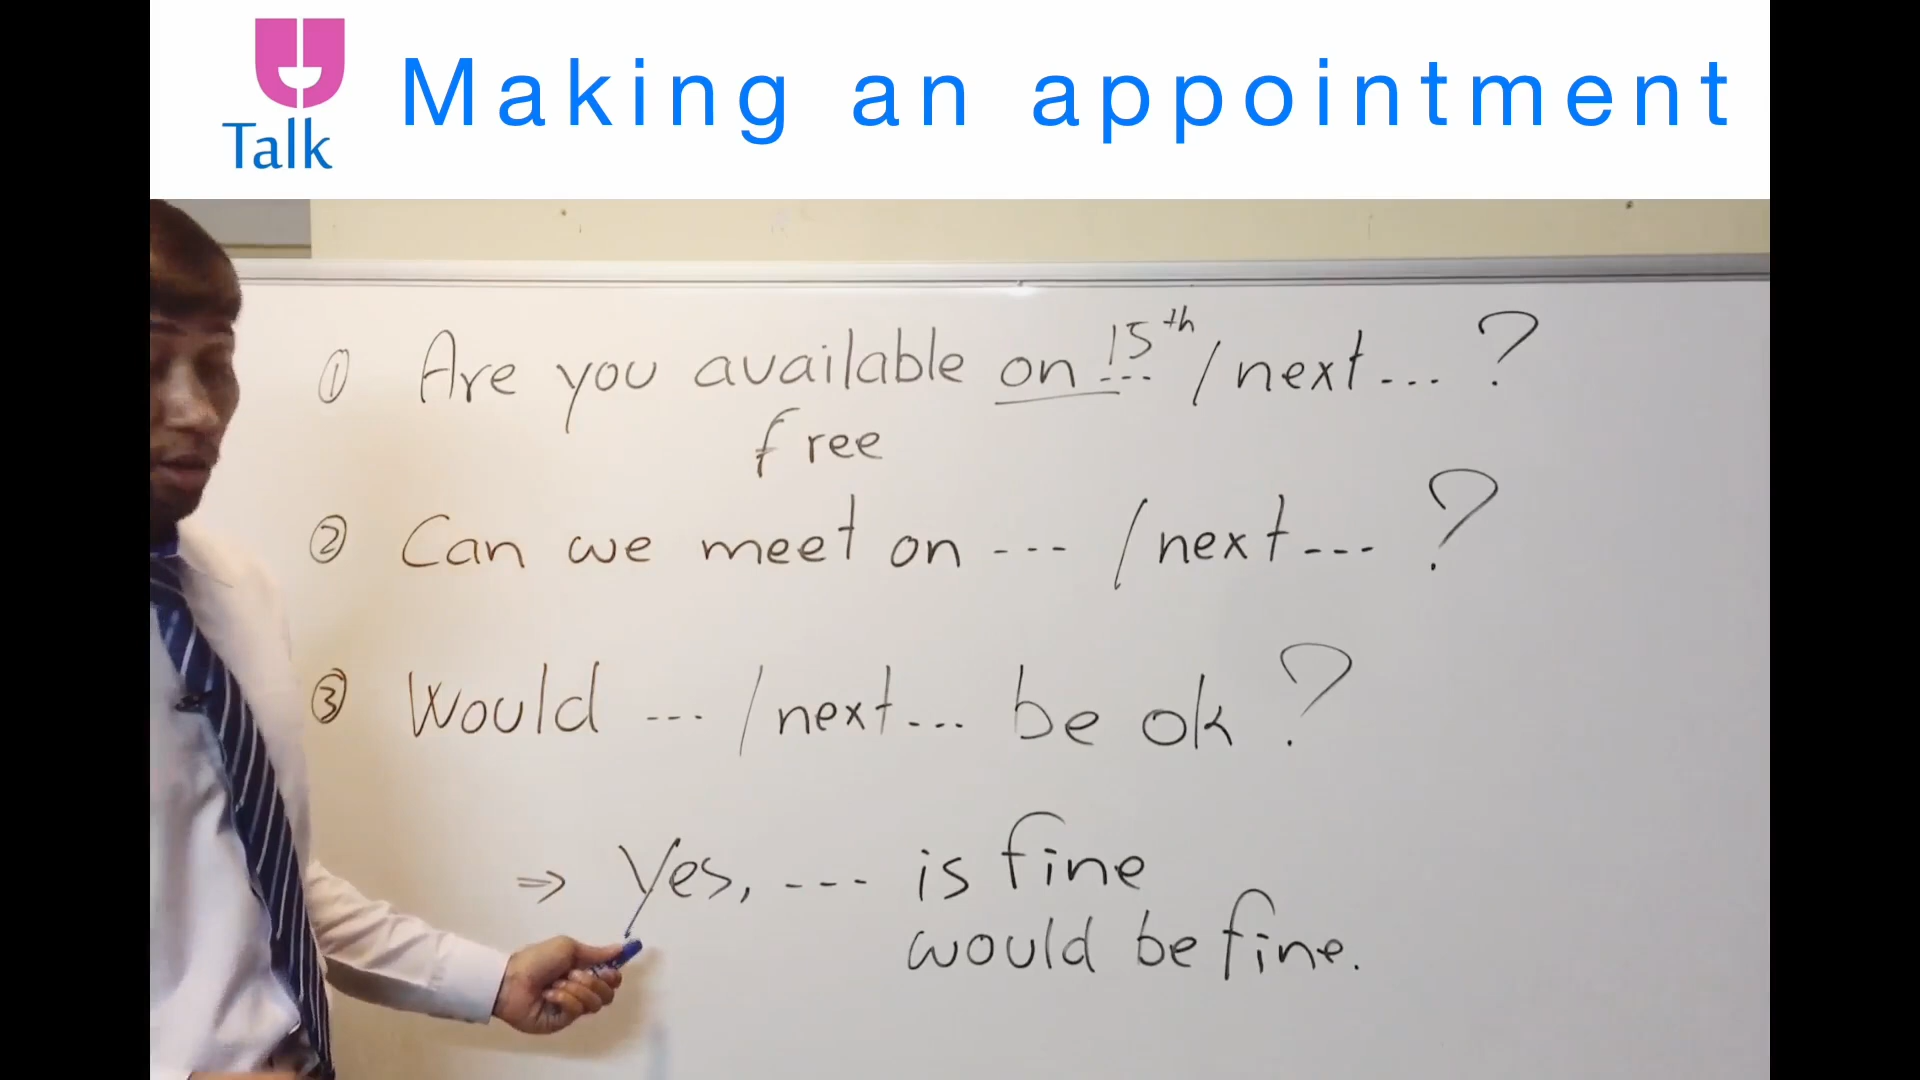 Talk
Making an appointment
① Are you available on 15th / next... ?
free
② Can we meet on --- / next--- ?
③ Would --- / next... be ok ?
⇒ Yes, --- is fine
would be fine.